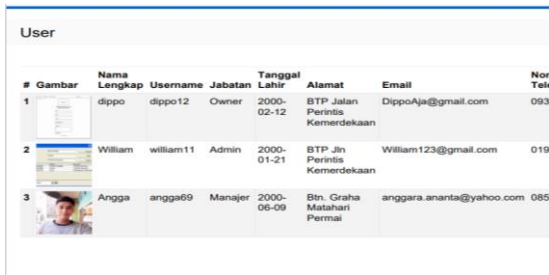 User
# Gambar Nama Lengkap Username Jabatan Tanggal Lahir Alamat Email
1 dippo dippo12 Owner 2000-02-12 BTP Jalan Perintis Kemerdekaan DippoAja@gmail.com 093
2 William william11 Admin 2000-01-21 BTP Jln Perintis Kemerdekaan William123@gmail.com 019
3 Angga angga69 Manajer 2000-06-09 Btn. Graha Matahari Permai anggara.ananta@yahoo.com 085